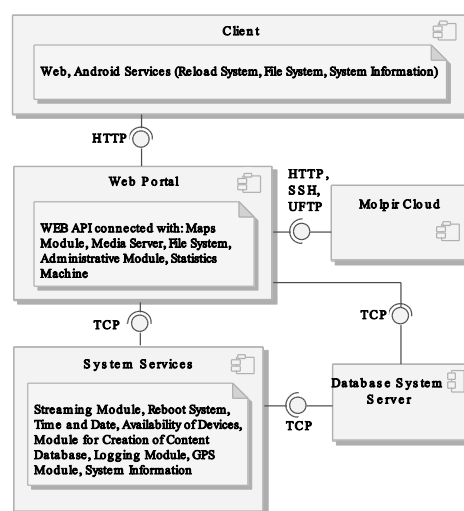 Client
Web, Android Services (Reload System, File System, System Information)
HTTP
Web Portal
WEB API connected with: Maps
Module, Media Server, File System,
Administrative Module, Statistics
Machine
HTTP,
SSH,
UFTP
Molpir Cloud
TCP
TCP
System Services
Streaming Module, Reboot System,
Time and Date, Availability of Devices,
Module for Creation of Content
Database, Logging Module, GPS
Module, System Information
TCP
Database System
Server